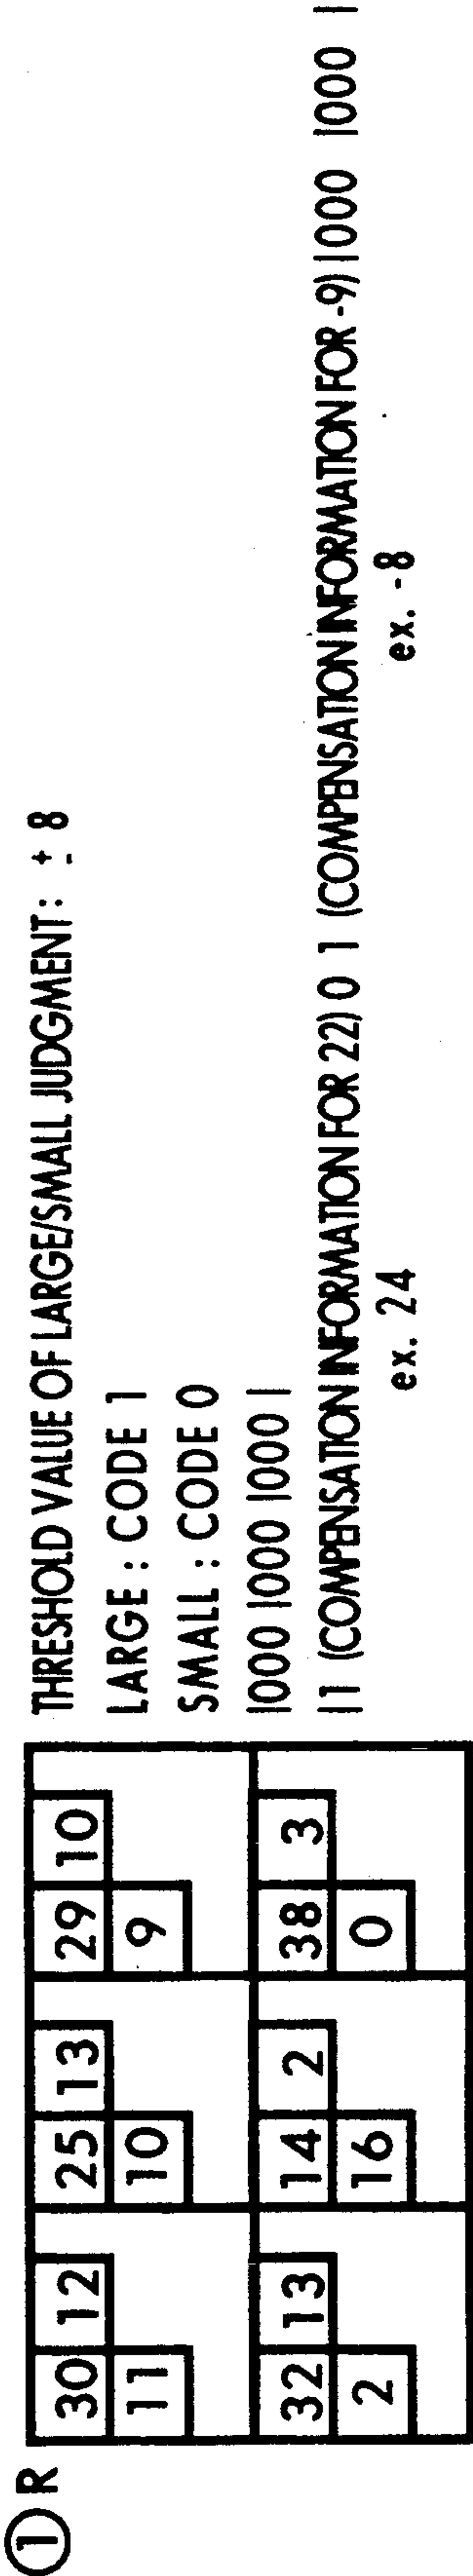 ① R
30 12 25 13 29 10
11 10 9
32 13 14 2 38 3
2 16 0
THRESHOLD VALUE OF LARGE/SMALL JUDGMENT: ± 8
LARGE : CODE 1
SMALL : CODE 0
1000 1000 1000 1
11 (COMPENSATION INFORMATION FOR 22) 0 1 (COMPENSATION INFORMATION FOR -9) 1000 1000 1
ex. 24 ex. -8